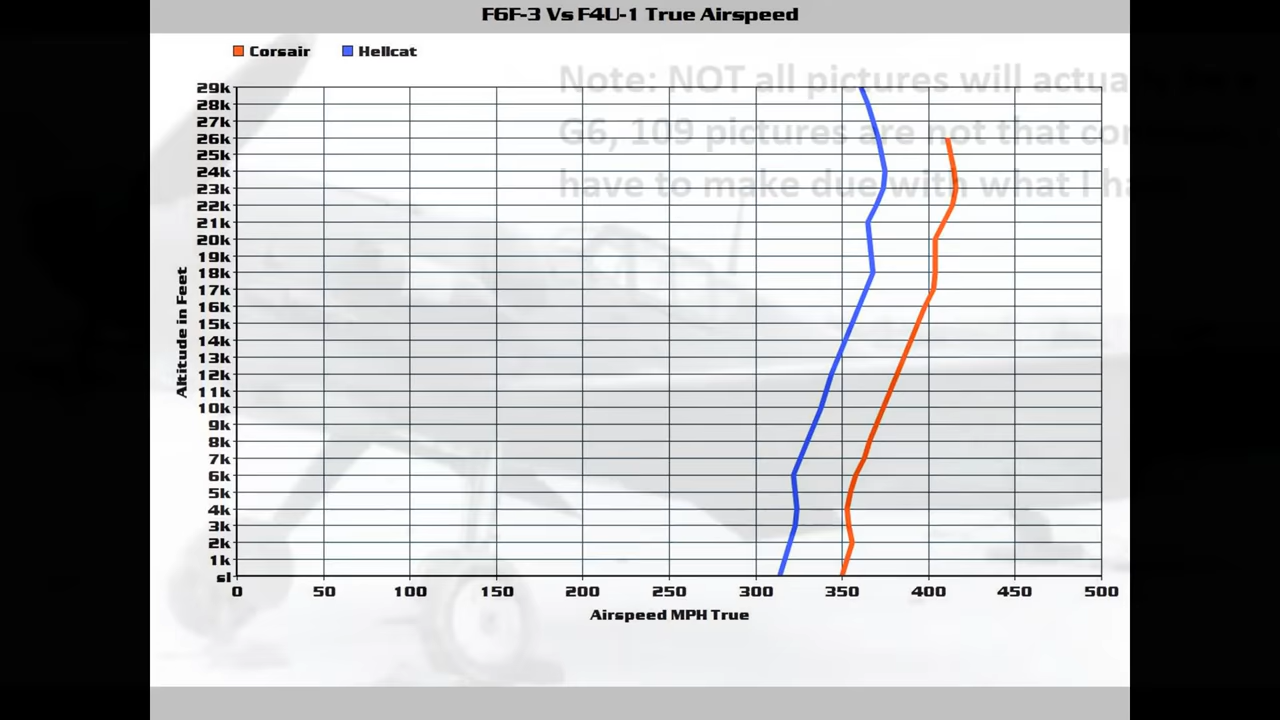 F6F-3 Vs F4U-1 True Airspeed
Corsair Hellcat
Note: NOT all pictures will actua
G6, 109 pictures are not that co
have to make due with what I ha
29k
28k
27k
26k
25k
24k
23k
22k
21k
20k
19k
18k
17k
16k
15k
14k
13k
12k
11k
10k
9k
8k
7k
6k
5k
4k
3k
2k
1k
sl
Altitude in Feet
0 50 100 150 200 250 300 350 400 450 500
Airspeed MPH True